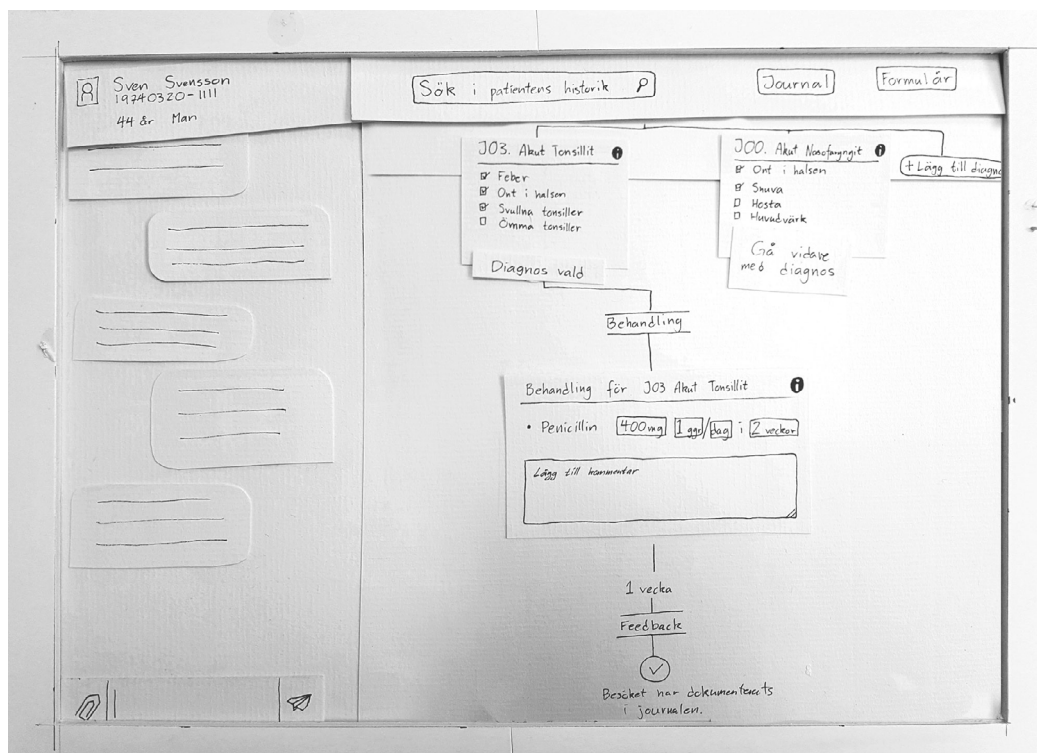 Sven Svensson
19740320-1111
44 år Man
Sök i patientens historik
Journal
Formulär
J03. Akut Tonsillit
Feber
Ont i halsen
Svullna tonsiller
Ömma tonsiller
Diagnos vald
J00. Akut Nasofaryngit
Ont i halsen
Snuva
Hosta
Huvudvärk
Gå vidare
med diagnos
+ Lägg till diagno
Behandling
Behandling för J03 Akut Tonsillit
• Penicillin 400mg 1 ggr/dag i 2 veckor
Lägg till kommentar
1 vecka
Feedback
Besöket har dokumenterats
i journalen.